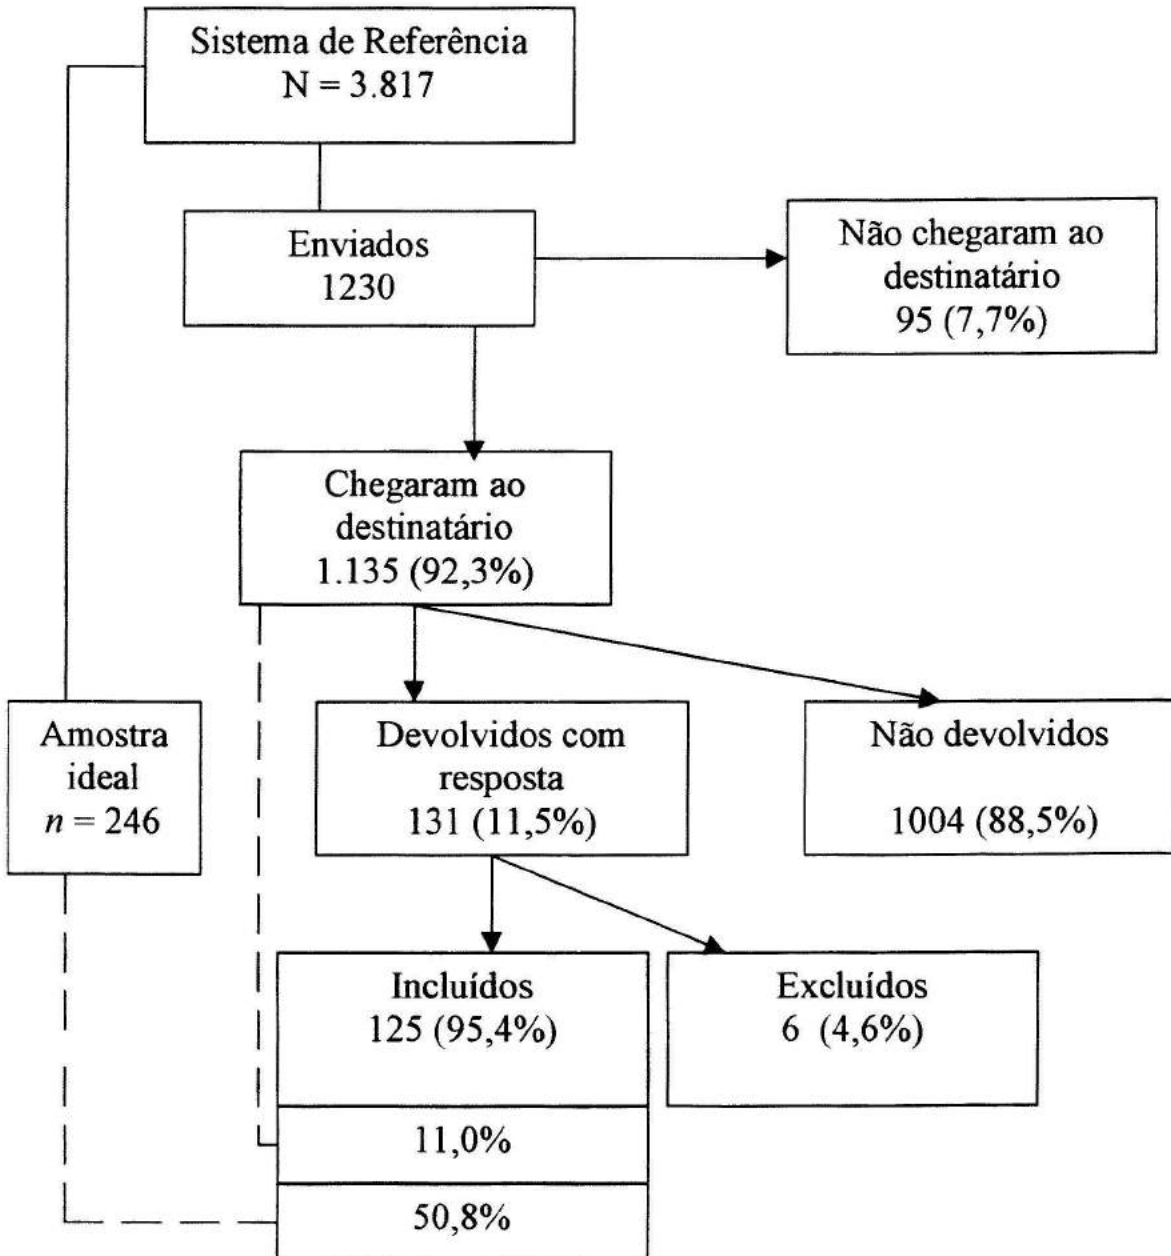 Sistema de Referência
N = 3.817
Enviados
1230
Não chegaram ao
destinatário
95 (7,7%)
Chegaram ao
destinatário
1.135 (92,3%)
Amostra
ideal
n = 246
Devolvidos com
resposta
131 (11,5%)
Não devolvidos
1004 (88,5%)
Incluídos
125 (95,4%)
Excluídos
6 (4,6%)
11,0%
50,8%